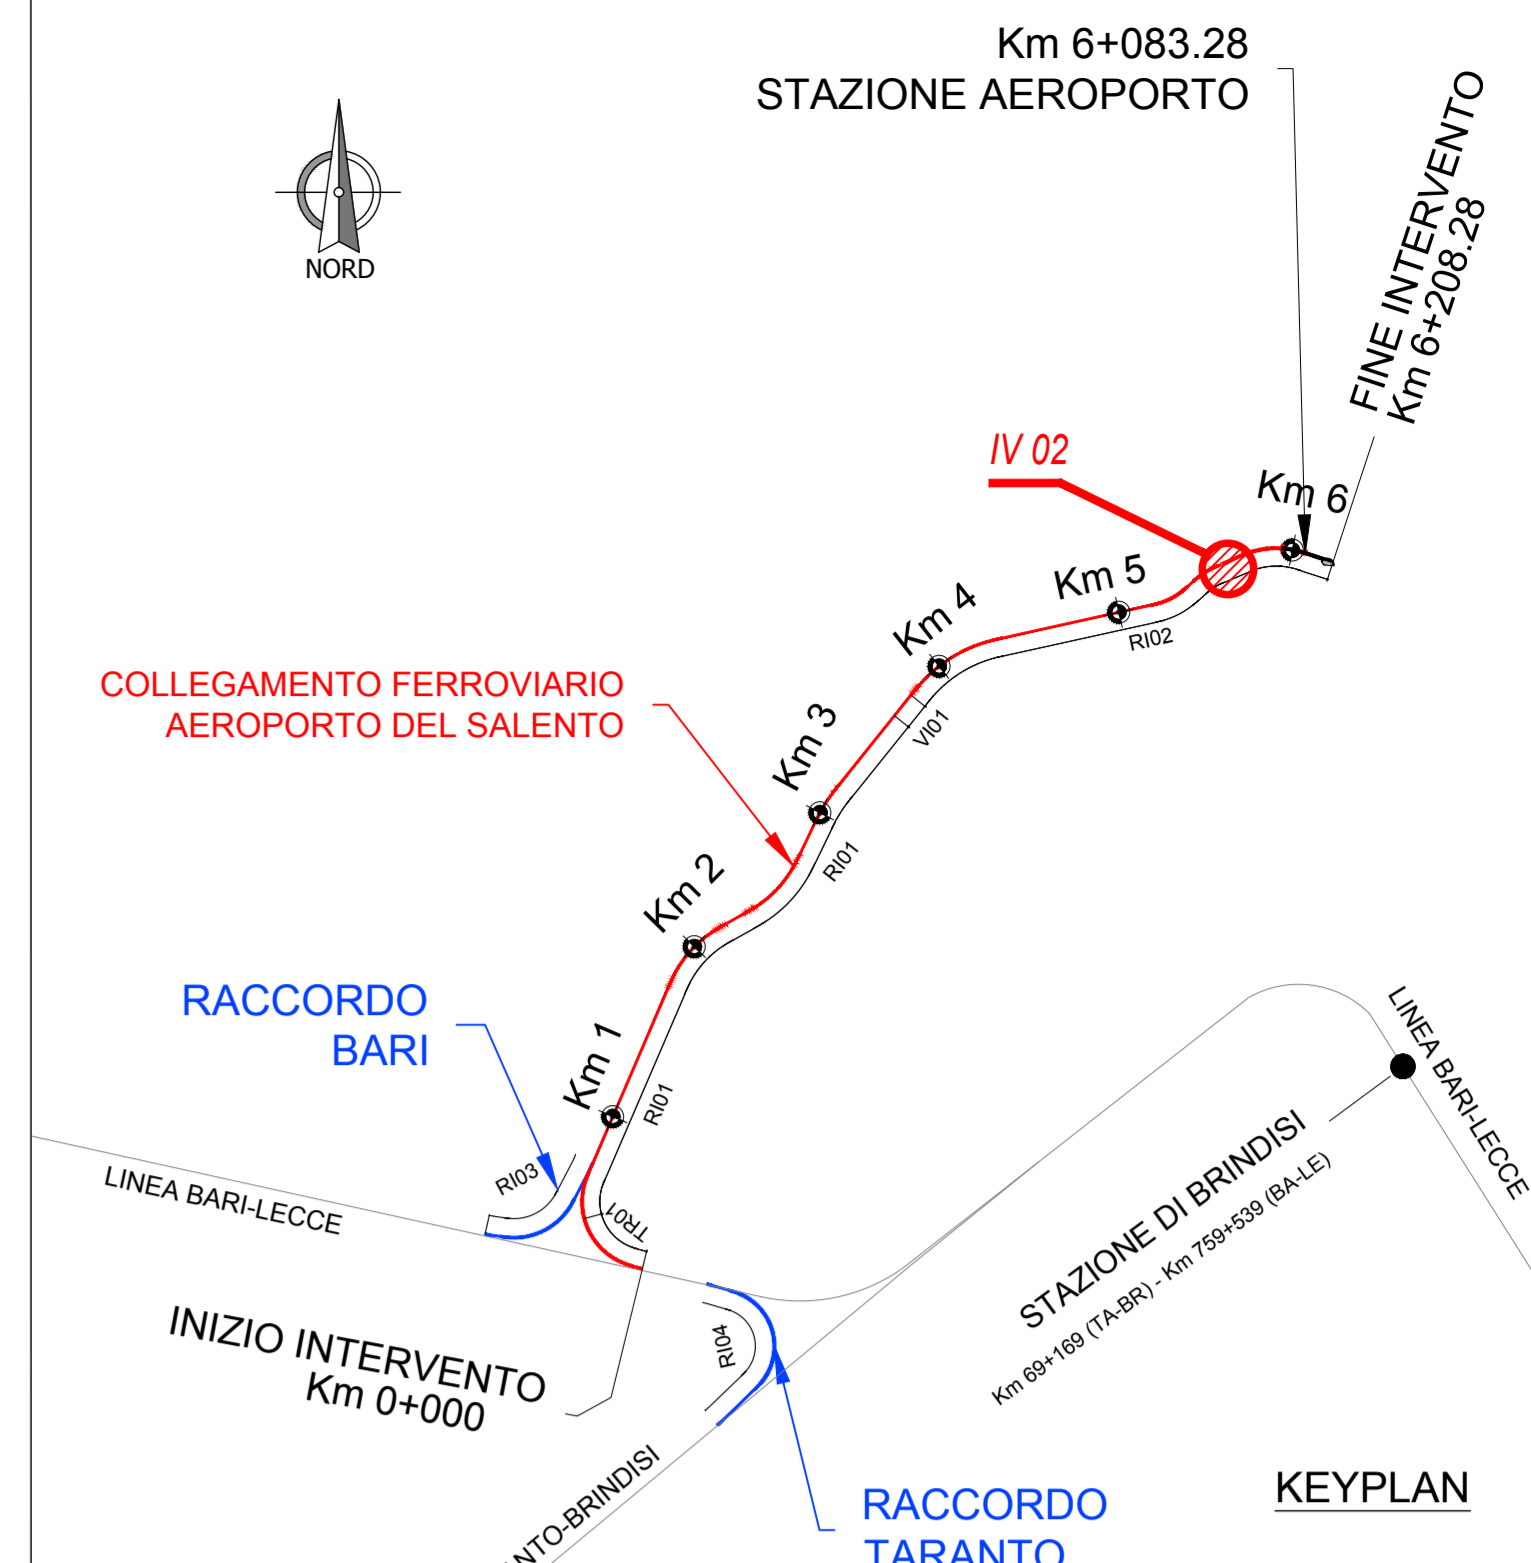 Km 6+083.28
STAZIONE AEROPORTO
FINE INTERVENTO
Km 6+208.28
NORD
IV 02
Km 6
Km 5
RI02
Km 4
VI01
COLLEGAMENTO FERROVIARIO
AEROPORTO DEL SALENTO
Km 3
RI01
Km 2
RACCORDO
BARI
Km 1
RI01
LINEA BARI-LECCE
RI03
TR01
LINEA BARI-LECCE
STAZIONE DI BRINDISI
Km 69+169 (TA-BR) - Km 759+539 (BA-LE)
INIZIO INTERVENTO
Km 0+000
RI04
NTO-BRINDISI
RACCORDO
TARANTO
KEYPLAN